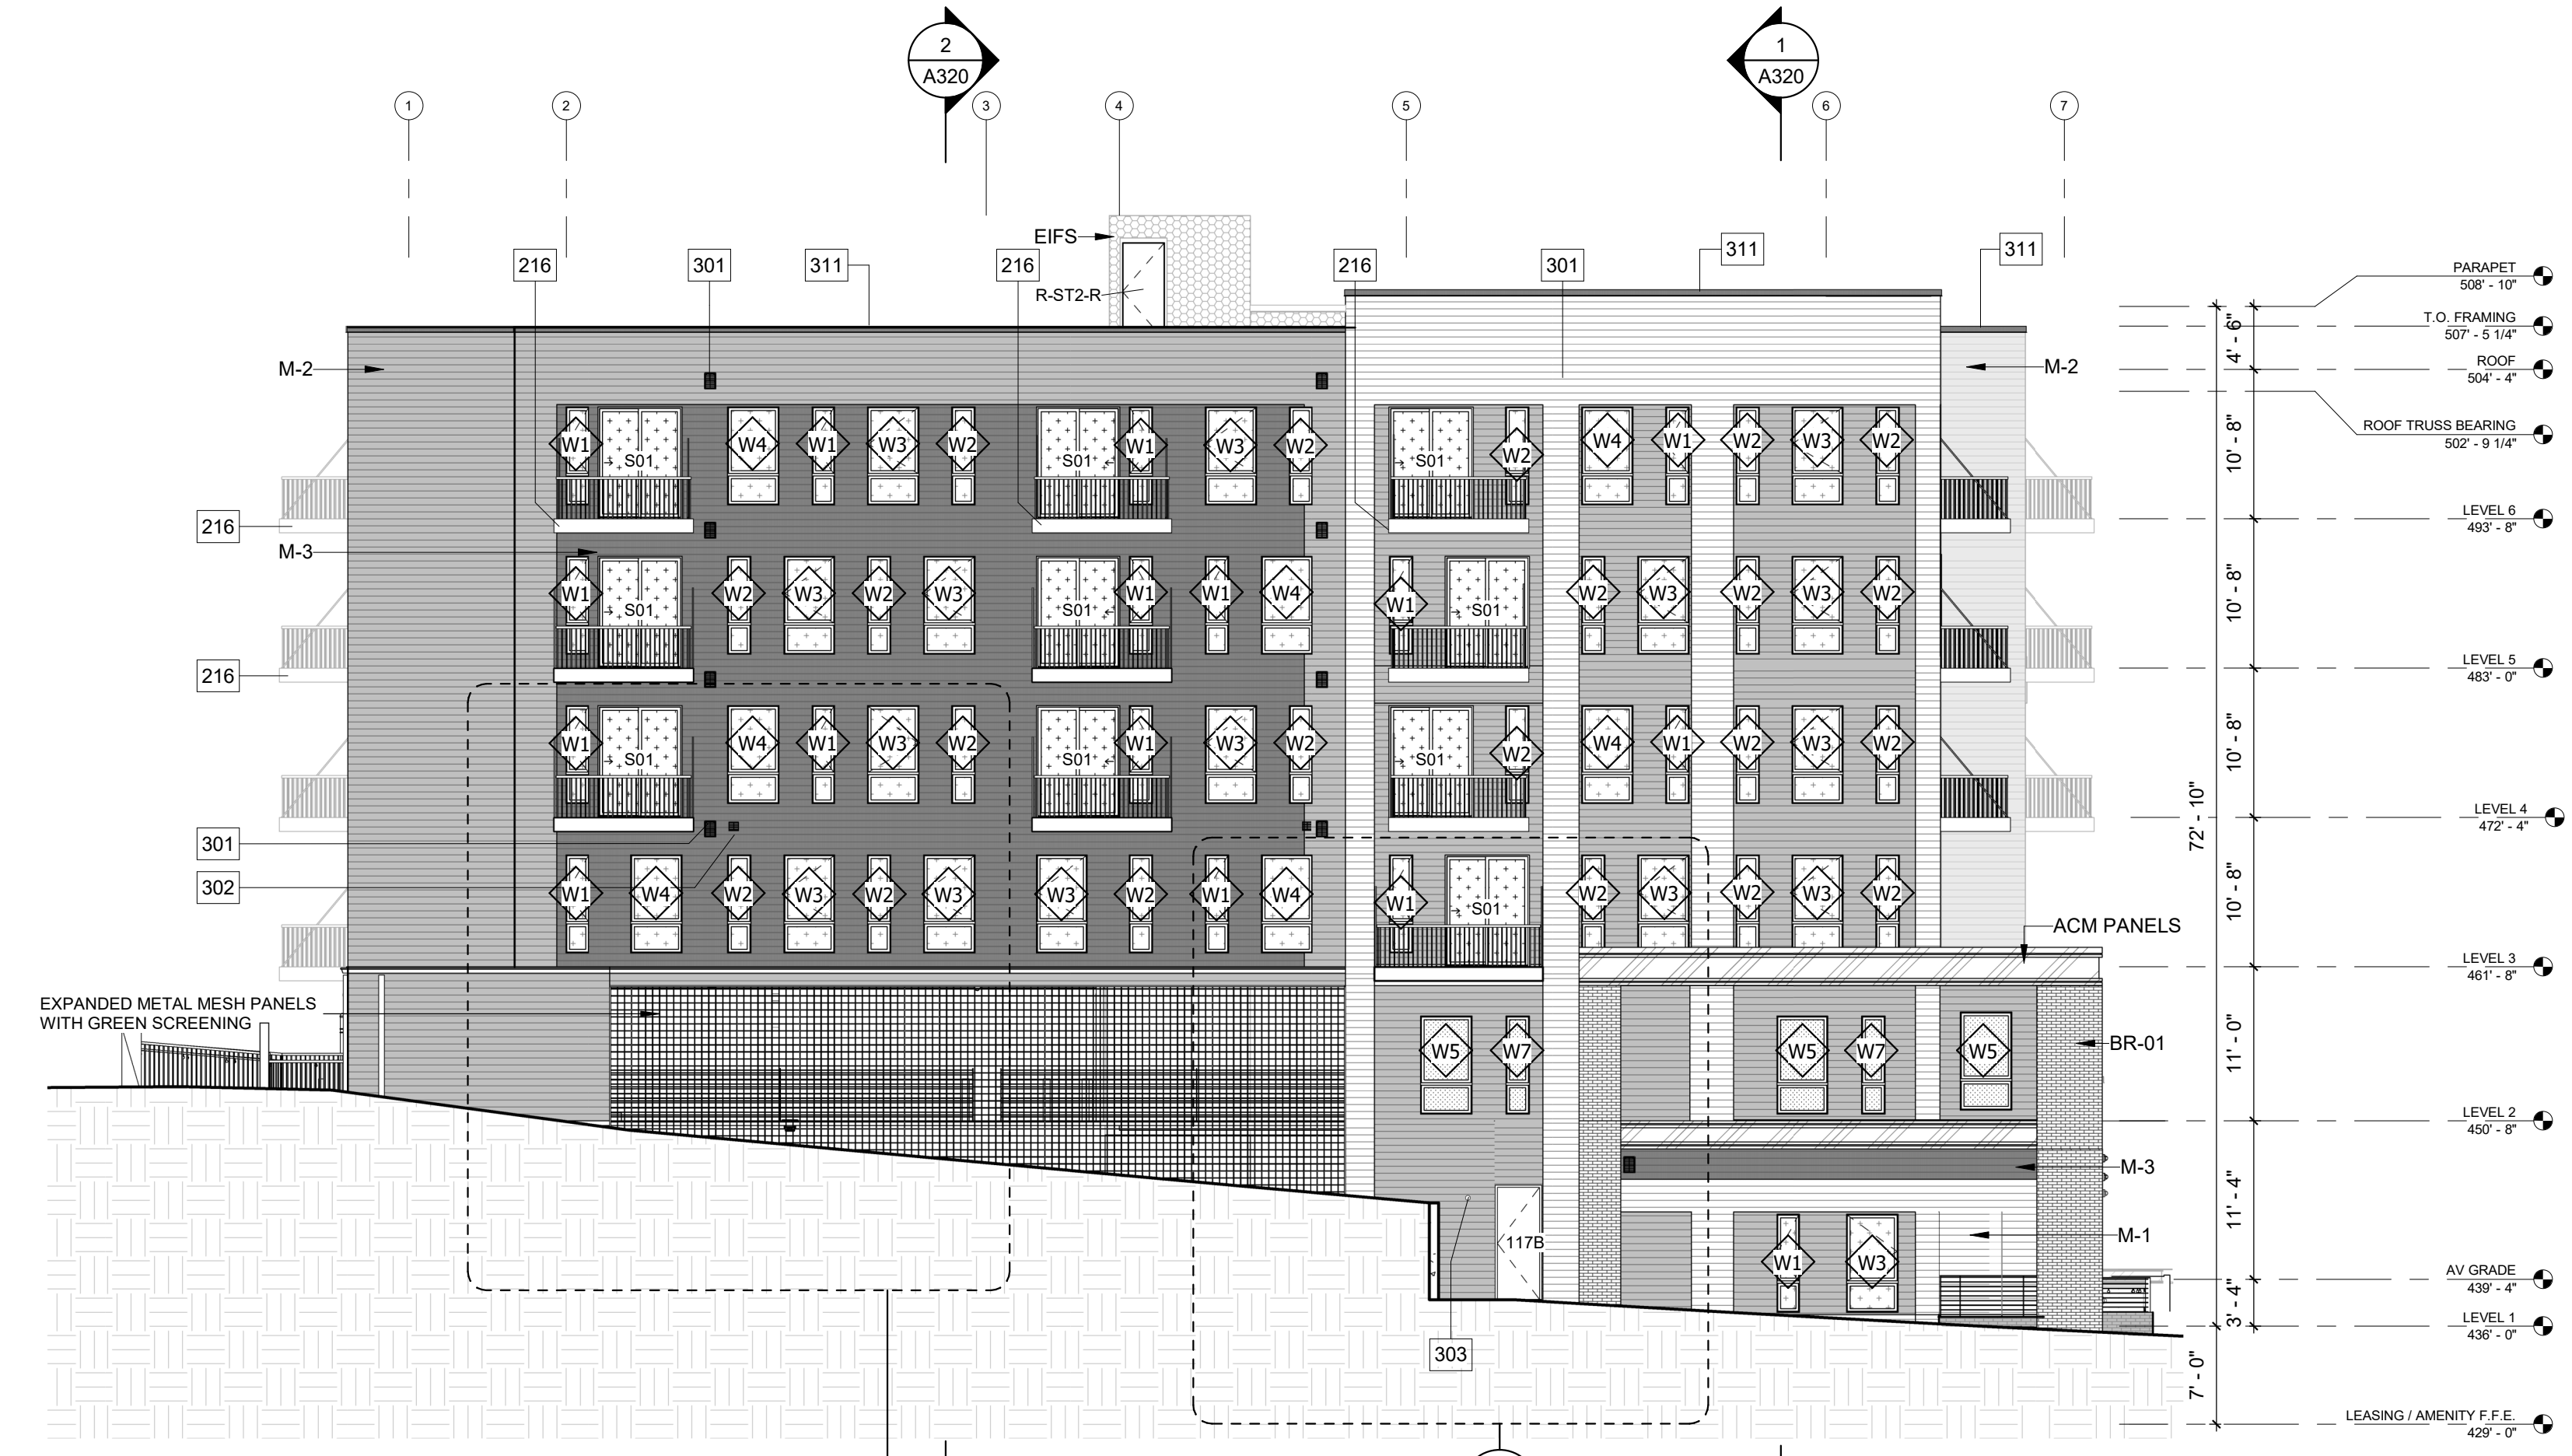 2
A320
1
A320
1
2
3
4
5
6
7
EIFS
R-ST2-R
216
301
311
216
216
301
311
311
PARAPET
508' - 10"
T.O. FRAMING
507' - 5 1/4"
ROOF
504' - 4"
ROOF TRUSS BEARING
502' - 9 1/4"
4' - 6"
M-2
M-2
W1
S01
W4
W1
W3
W2
S01
W1
W3
W2
S01
W2
W4
W1
W2
W3
W2
10' - 8"
216
LEVEL 6
493' - 8"
M-3
W1
S01
W2
W3
W2
W3
S01
W1
W1
W4
W1
S01
W2
W3
W2
W3
W2
10' - 8"
216
LEVEL 5
483' - 0"
W1
S01
W4
W1
W3
W2
S01
W1
W3
W2
S01
W2
W4
W1
W2
W3
W2
10' - 8"
72' - 10"
LEVEL 4
472' - 4"
301
302
W1
W4
W2
W3
W2
W3
W3
W2
W1
W4
W1
S01
W2
W3
W2
W3
W2
10' - 8"
ACM PANELS
LEVEL 3
461' - 8"
EXPANDED METAL MESH PANELS
WITH GREEN SCREENING
W5
W7
W5
W7
W5
BR-01
11' - 0"
LEVEL 2
450' - 8"
M-3
11' - 4"
117B
W1
W3
M-1
AV GRADE
439' - 4"
3' - 4"
LEVEL 1
436' - 0"
303
7' - 0"
LEASING / AMENITY F.F.E.
429' - 0"